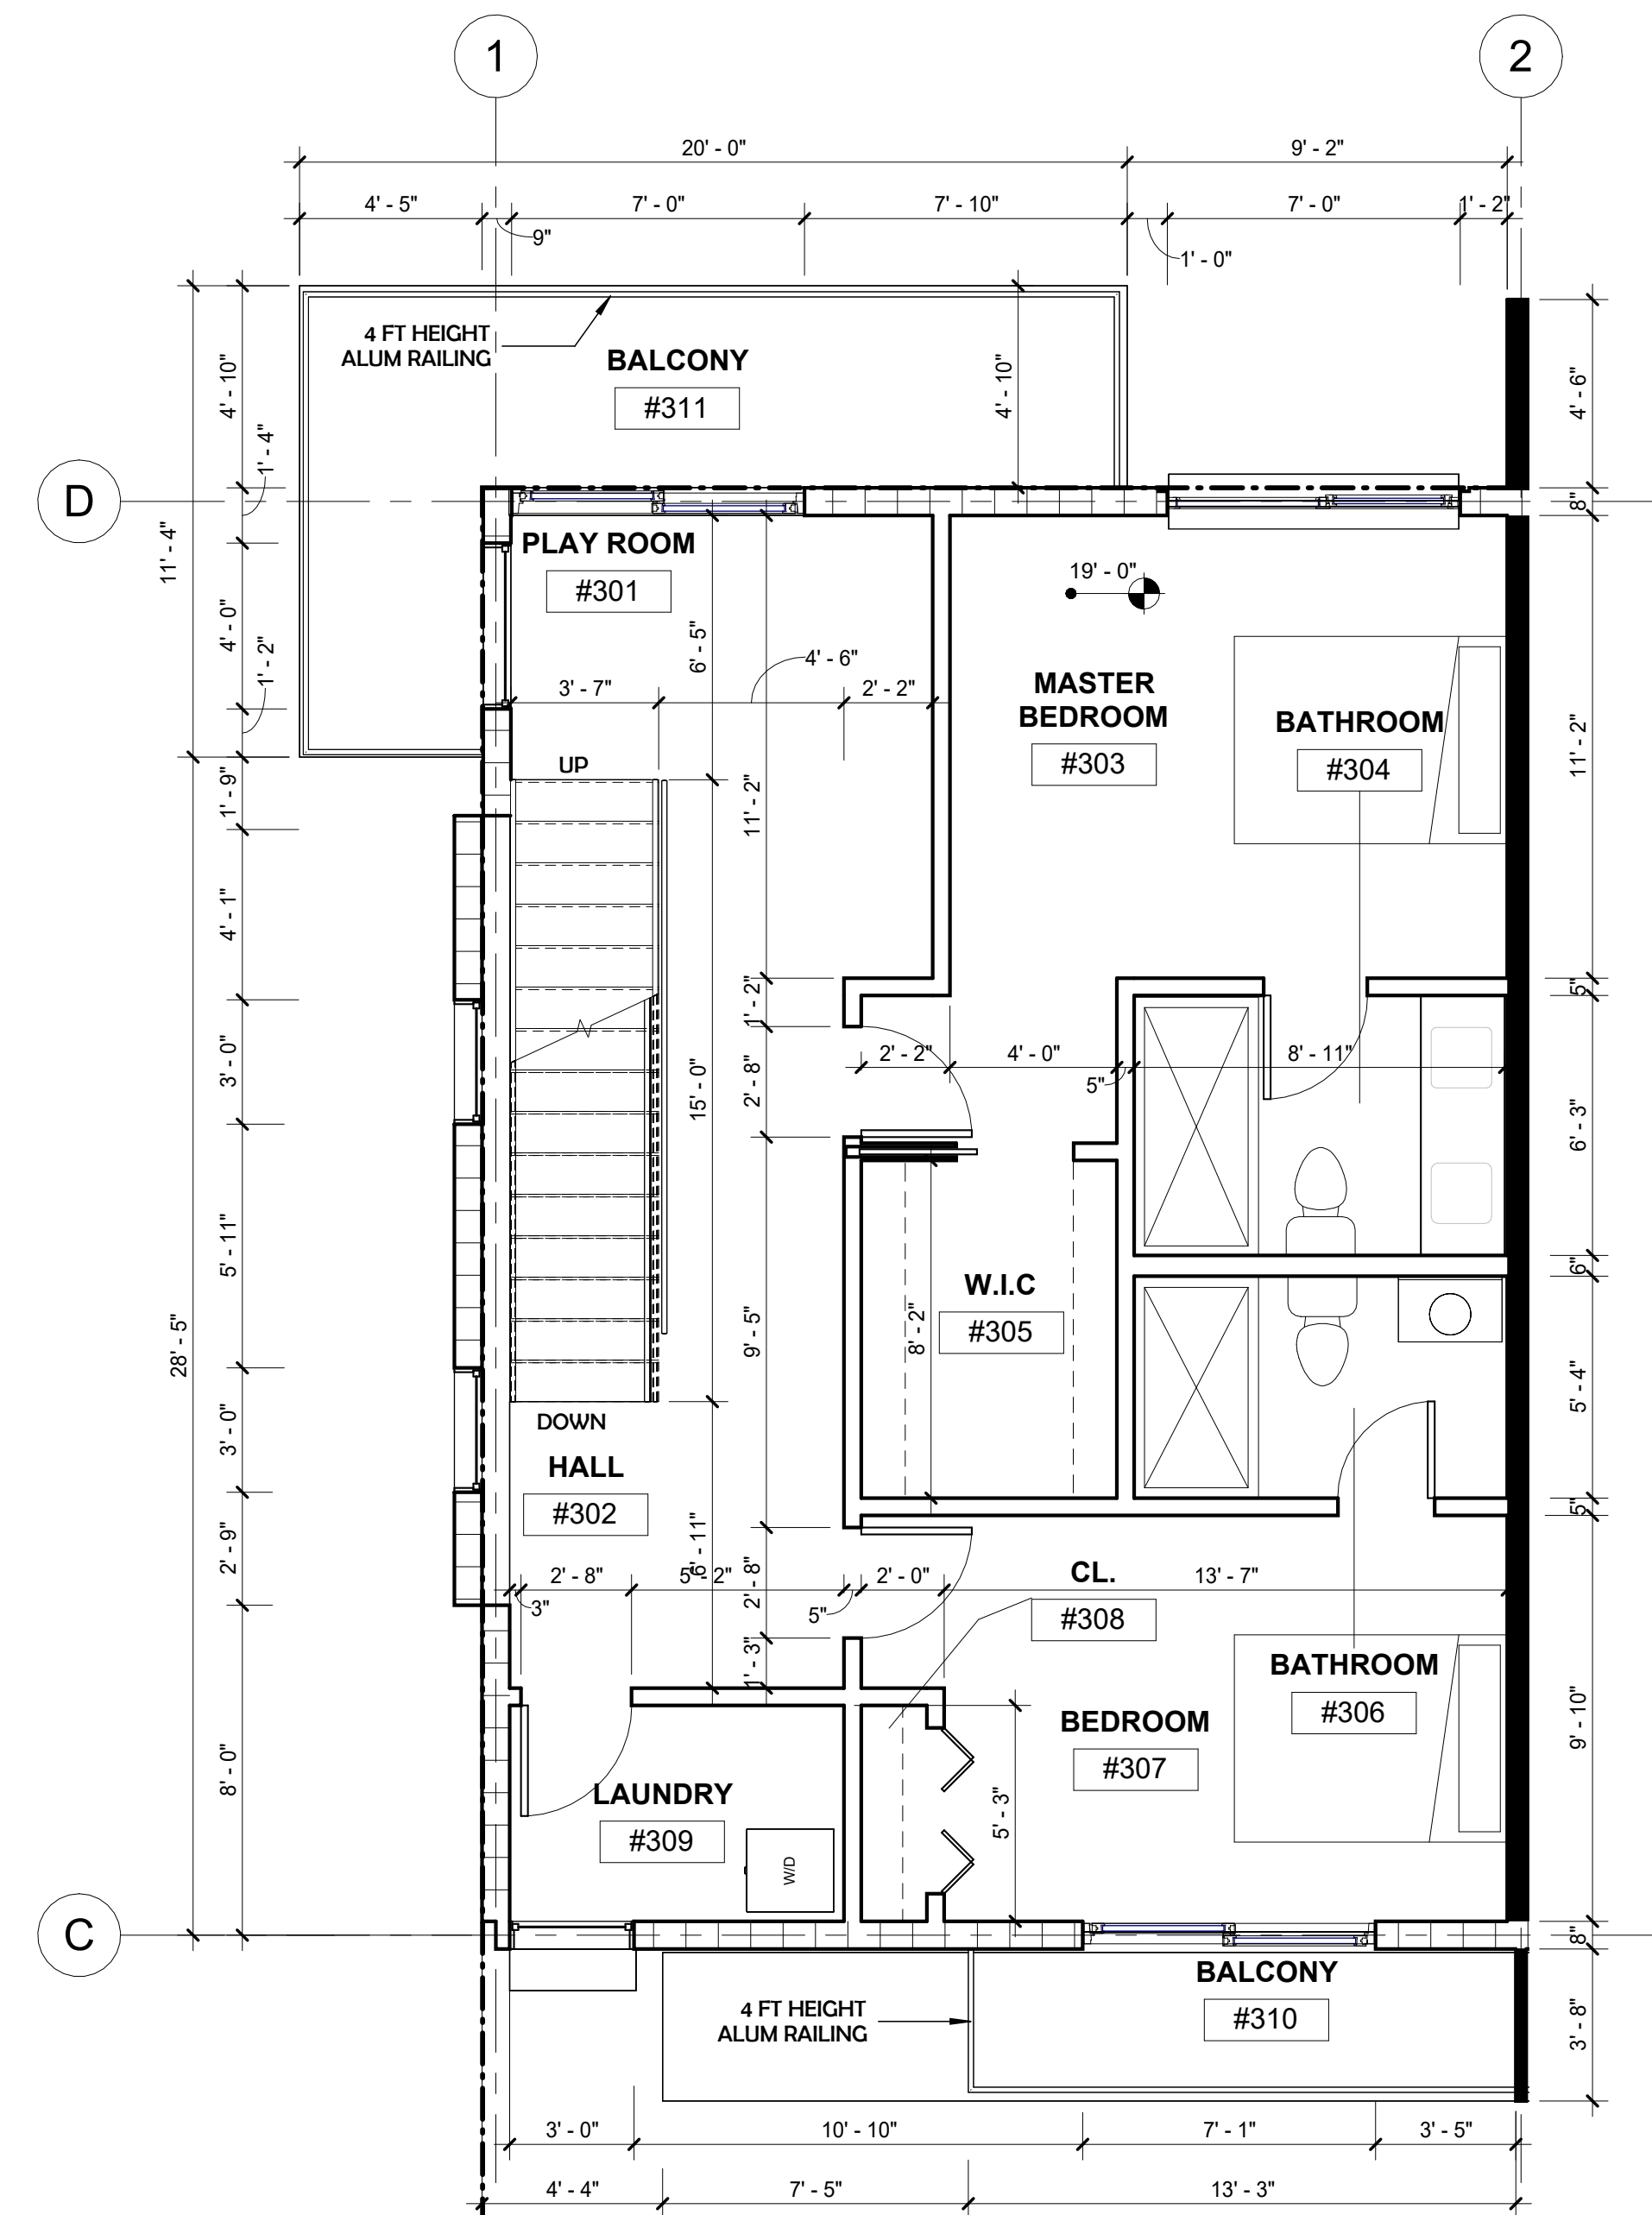 1
2
20' - 0"
9' - 2"
4' - 5"
7' - 0"
7' - 10"
7' - 0"
1' - 2"
9"
1' - 0"
4 FT HEIGHT
ALUM RAILING
BALCONY
#311
4' - 10"
4' - 10"
4' - 6"
1' - 4"
D
8"
11' - 4"
PLAY ROOM
#301
19' - 0"
4' - 0"
1' - 2"
6' - 5"
4' - 6"
3' - 7"
2' - 2"
MASTER
BEDROOM
#303
BATHROOM
#304
11' - 2"
UP
1' - 9"
11' - 2"
4' - 1"
1' - 2"
5"
3' - 0"
2' - 8"
2' - 2"
4' - 0"
8' - 11"
5"
15' - 0"
6' - 3"
5' - 11"
6"
W.I.C
#305
28' - 5"
9' - 5"
8' - 2"
5' - 4"
DOWN
3' - 0"
HALL
#302
5"
2' - 9"
6' - 11"
2' - 8"
5' - 2"
2' - 8"
2' - 0"
CL.
#308
13' - 7"
3"
5"
1' - 3"
BATHROOM
#306
BEDROOM
#307
9' - 10"
8' - 0"
LAUNDRY
#309
W/D
5' - 3"
C
8"
BALCONY
#310
4 FT HEIGHT
ALUM RAILING
3' - 8"
3' - 0"
10' - 10"
7' - 1"
3' - 5"
4' - 4"
7' - 5"
13' - 3"